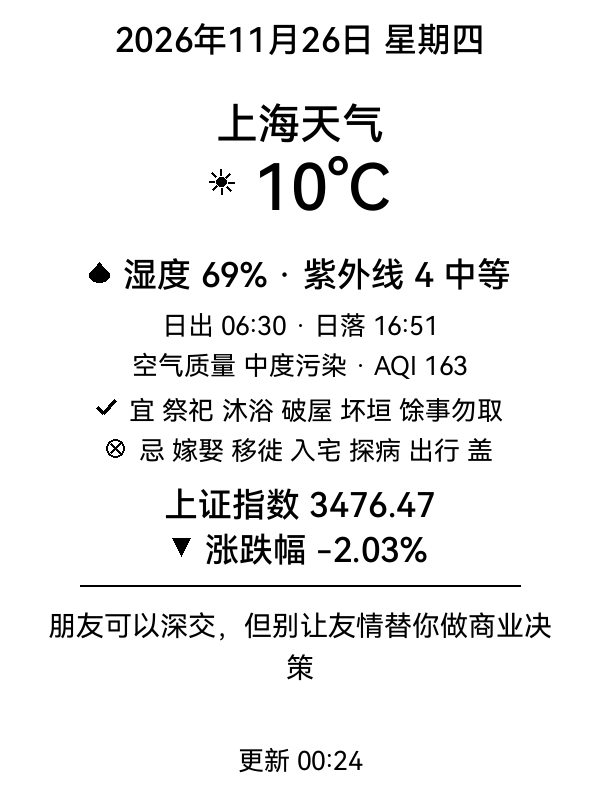 2026年11月26日 星期四
上海天气
10°C
湿度 69% · 紫外线 4 中等
日出 06:30 · 日落 16:51
空气质量 中度污染 · AQI 163
宜 祭祀 沐浴 破屋 坏垣 馀事勿取
忌 嫁娶 移徙 入宅 探病 出行 盖
上证指数 3476.47
▼ 涨跌幅 -2.03%
朋友可以深交，但别让友情替你做商业决
策
更新 00:24